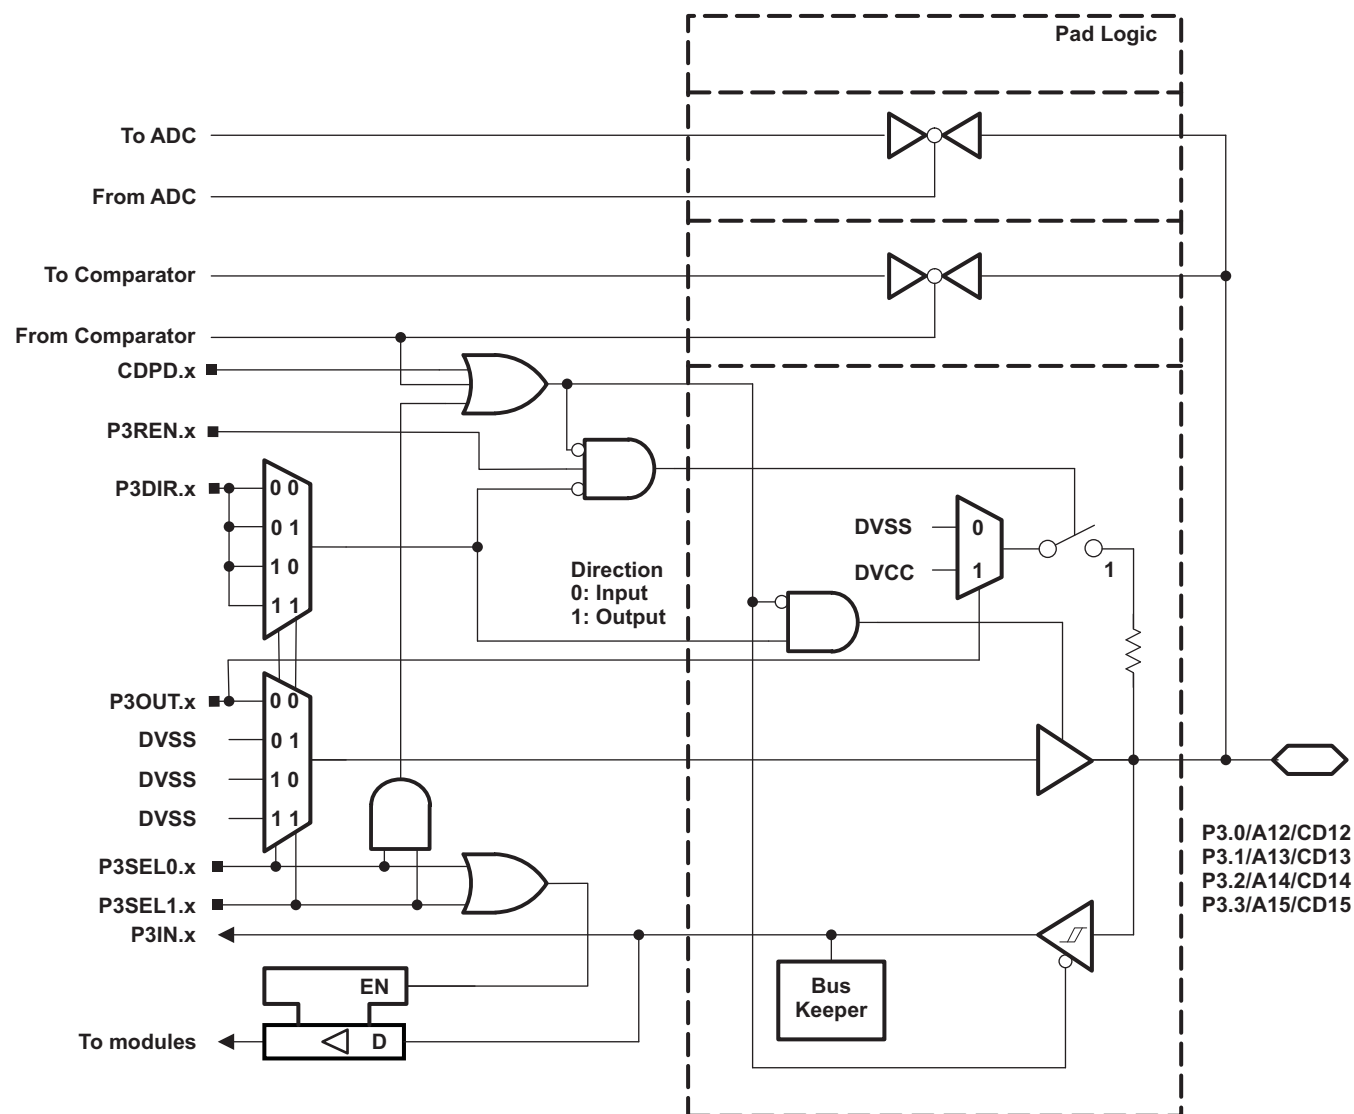 Pad Logic
To ADC
From ADC
To Comparator
From Comparator
CDPD.x
P3REN.x
P3DIR.x
0 0
0 1
1 0
1 1
DVSS
0
DVCC
1
1
Direction
0: Input
1: Output
P3OUT.x
0 0
DVSS
0 1
DVSS
1 0
DVSS
1 1
P3SEL0.x
P3SEL1.x
P3IN.x
P3.0/A12/CD12
P3.1/A13/CD13
P3.2/A14/CD14
P3.3/A15/CD15
EN
Bus
Keeper
To modules
D